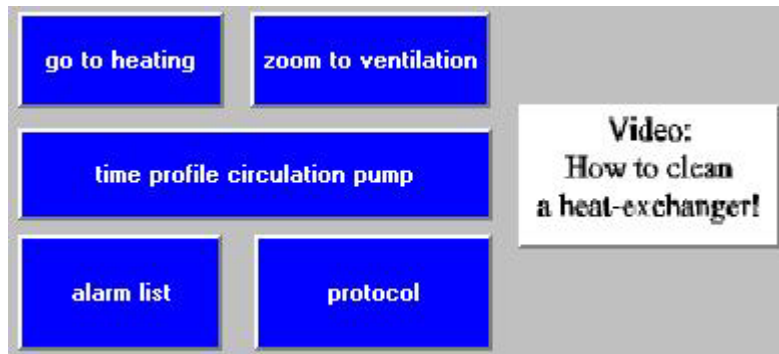 go to heating
zoom to ventilation
time profile circulation pump
Video:
How to clean
a heat-exchanger!
alarm list
protocol